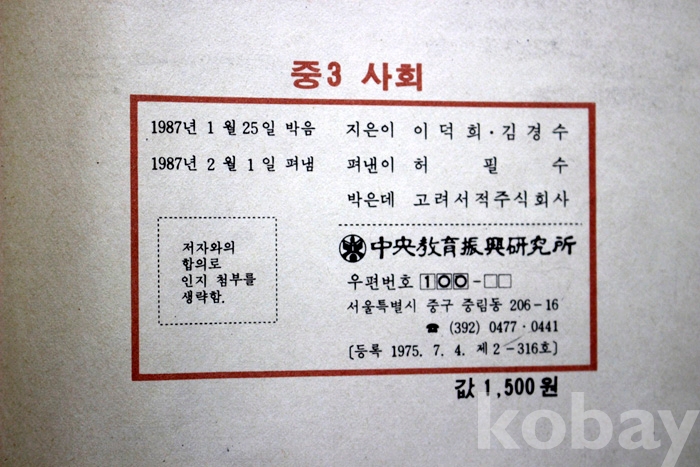 중3 사회
1987년 1월 25일 박음 지은이 이덕희·김경수
1987년 2월 1일 펴냄 펴낸이 허필수
박은데 고려서적주식회사
저자와의
합의로
인지 첨부를
생략함.
中央敎育振興硏究所
우편번호 100-□□
서울특별시 중구 중림동 206-16
☎ (392) 0477·0441
[등록 1975. 7. 4. 제2-316호]
값 1,500원
kobay